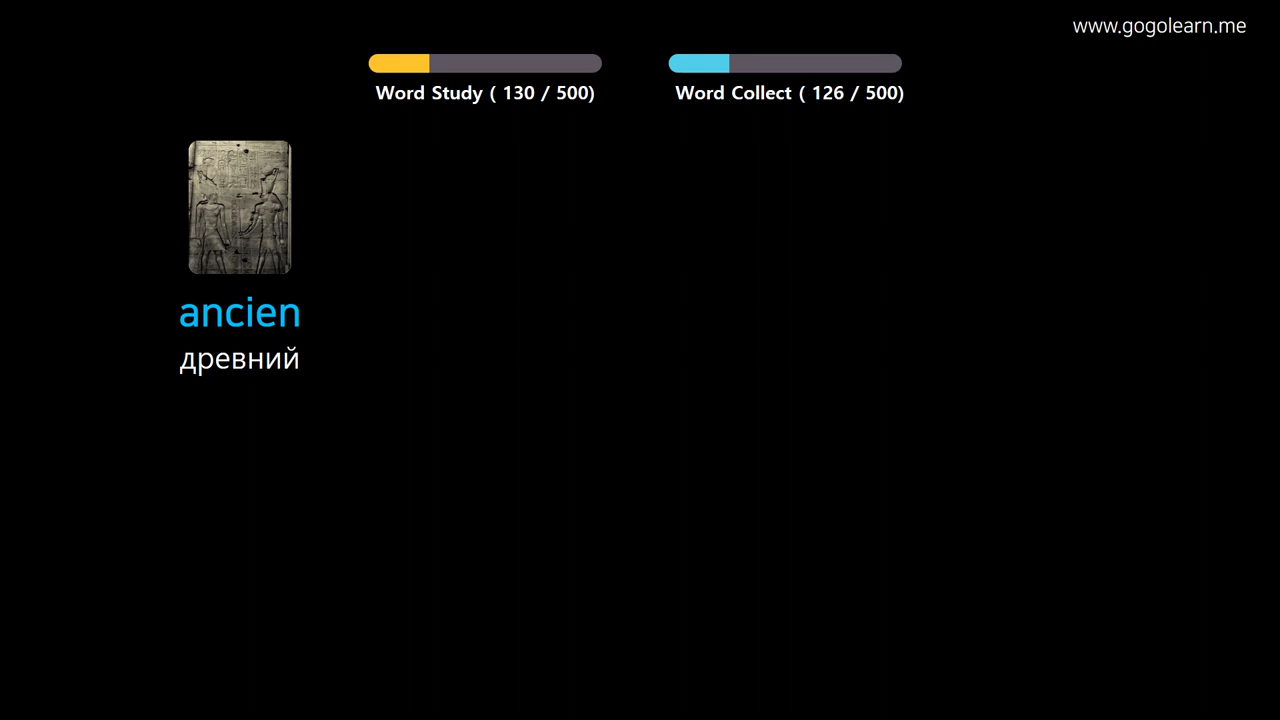 www.gogolearn.me
Word Study ( 130 / 500)
Word Collect ( 126 / 500)
ancien
древний